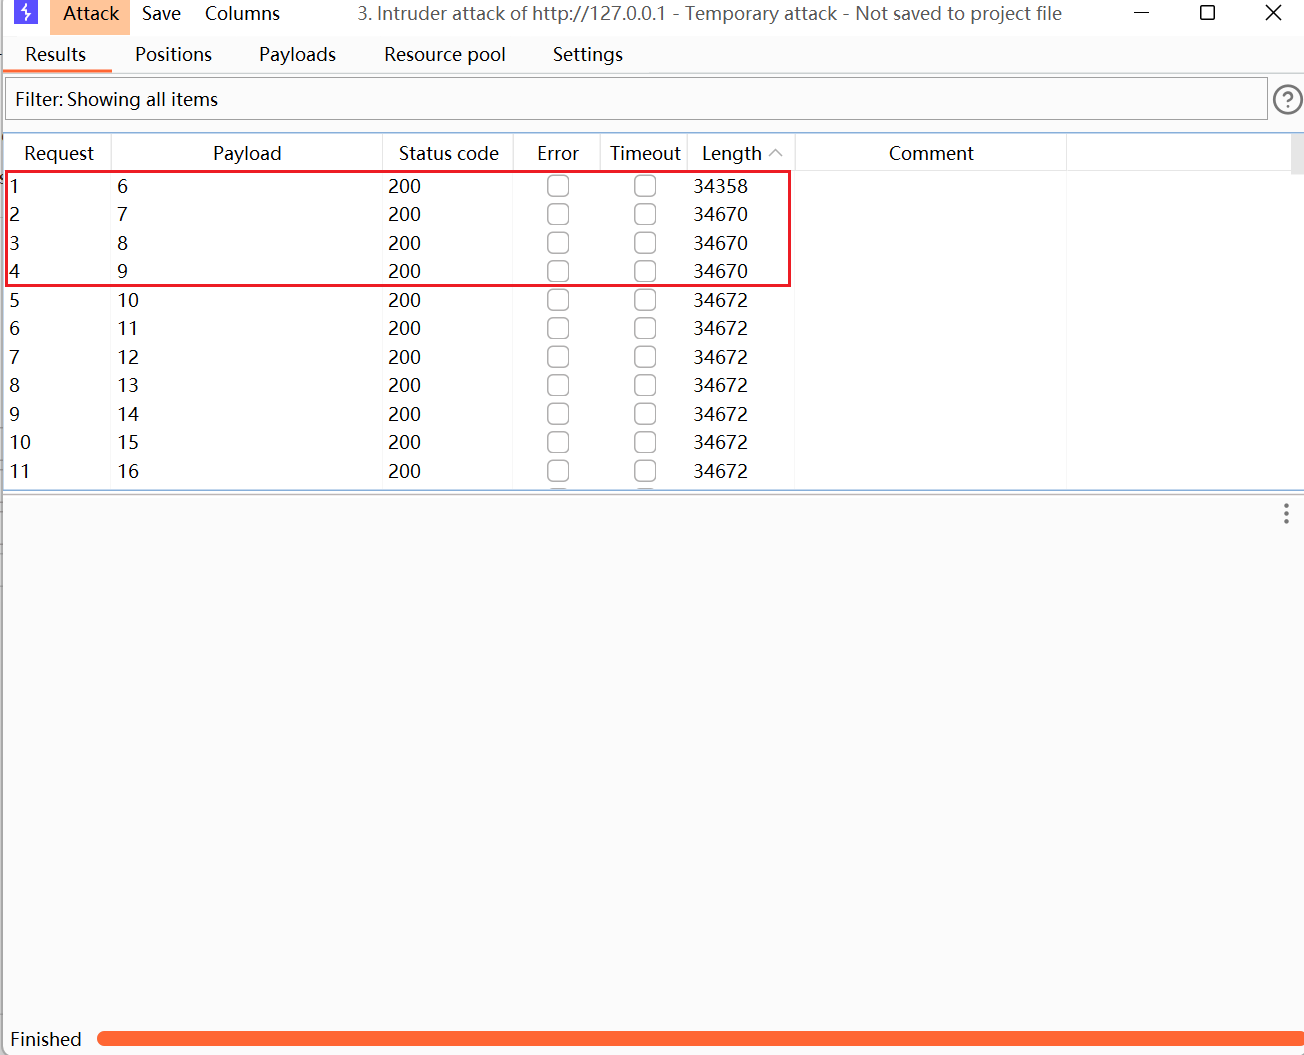 Attack Save Columns 3. Intruder attack of http://127.0.0.1 - Temporary attack - Not saved to project file
Results Positions Payloads Resource pool Settings
Filter: Showing all items
Request Payload Status code Error Timeout Length Comment
1 6 200 34358
2 7 200 34670
3 8 200 34670
4 9 200 34670
5 10 200 34672
6 11 200 34672
7 12 200 34672
8 13 200 34672
9 14 200 34672
10 15 200 34672
11 16 200 34672
Finished